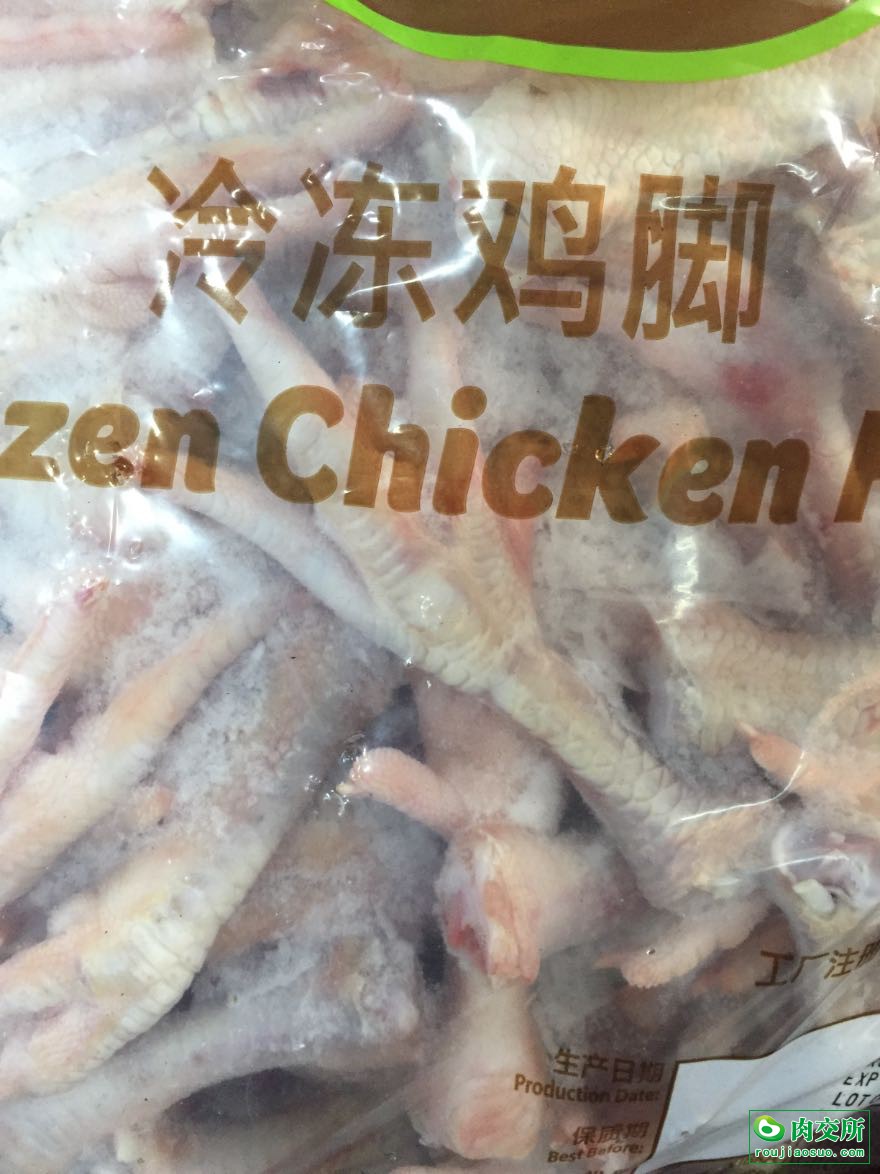 冷冻鸡脚
zen Chicken
工厂注册
生产日期
Production Date:
EXP
LOT
保质期
Best Before:
肉交所
roujiaosuo.com